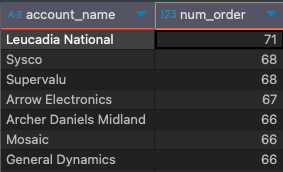 A-Z account_name 123 num_order
Leucadia National 71
Sysco 68
Supervalu 68
Arrow Electronics 67
Archer Daniels Midland 66
Mosaic 66
General Dynamics 66